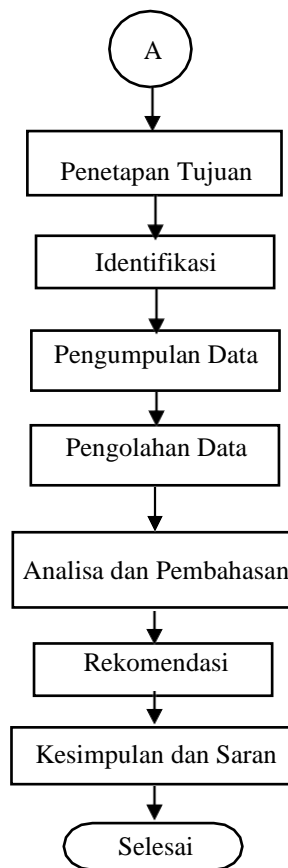 A
Penetapan Tujuan
Identifikasi
Pengumpulan Data
Pengolahan Data
Analisa dan Pembahasan
Rekomendasi
Kesimpulan dan Saran
Selesai